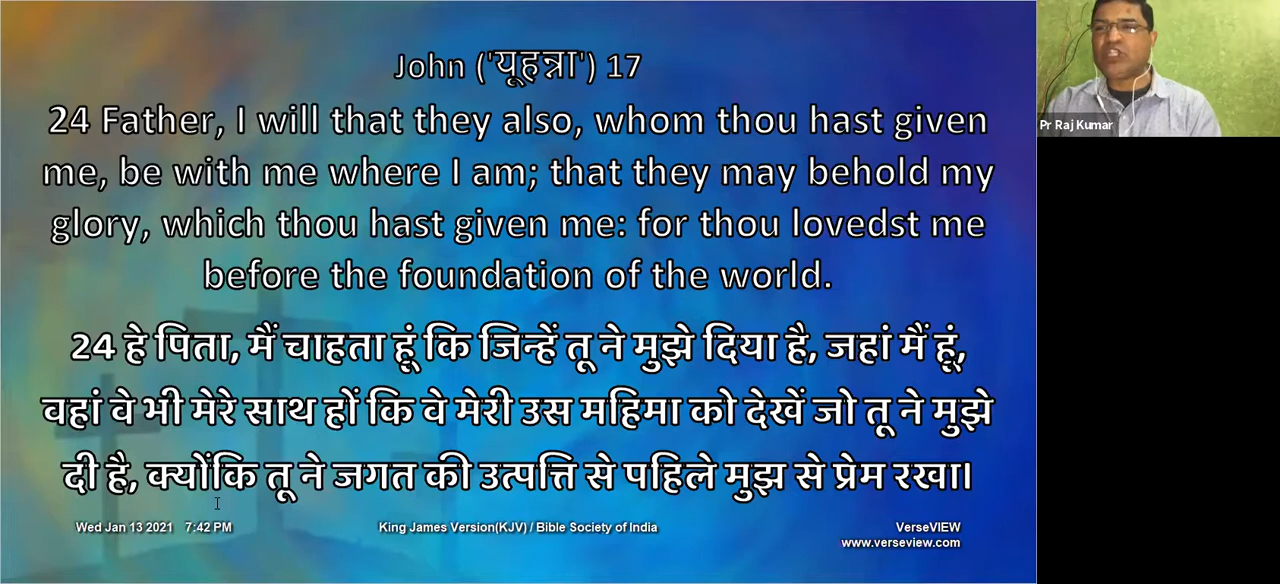 John ('यूहन्ना') 17
24 Father, I will that they also, whom thou hast given
me, be with me where I am; that they may behold my
glory, which thou hast given me: for thou lovedst me
before the foundation of the world.
24 हे पिता, मैं चाहता हूं कि जिन्हें तू ने मुझे दिया है, जहां मैं हूं,
वहां वे भी मेरे साथ हों कि वे मेरी उस महिमा को देखें जो तू ने मुझे
दी है, क्योंकि तू ने जगत की उत्पत्ति से पहिले मुझ से प्रेम रखा।
Wed Jan 13 2021 7:42 PM
King James Version(KJV) / Bible Society of India
VerseVIEW
www.verseview.com
Pr Raj Kumar